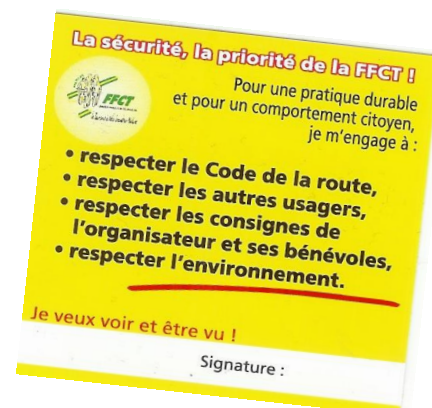 La sécurité, la priorité de la FFCT !
FFCT
Pour une pratique durable
et pour un comportement citoyen,
je m'engage à :
• respecter le Code de la route,
• respecter les autres usagers,
• respecter les consignes de
l'organisateur et ses bénévoles,
• respecter l'environnement.
Je veux voir et être vu !
Signature :